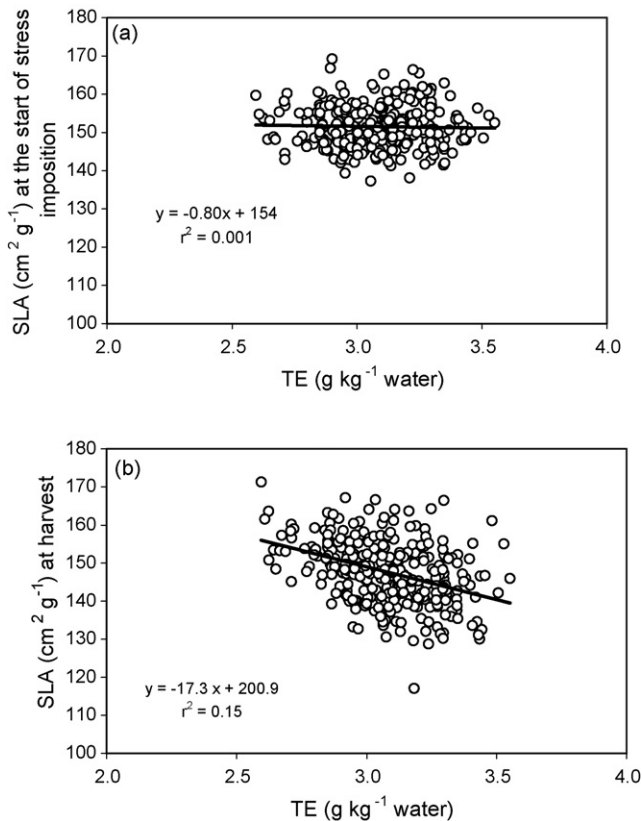 (a)
SLA (cm² g⁻¹) at the start of stress
imposition
180
170
160
150
140
130
120
110
100
y = -0.80x + 154
r² = 0.001
2.0 2.5 3.0 3.5 4.0
TE (g kg⁻¹ water)
(b)
SLA (cm² g⁻¹) at harvest
180
170
160
150
140
130
120
110
100
y = -17.3 x + 200.9
r² = 0.15
2.0 2.5 3.0 3.5 4.0
TE (g kg⁻¹ water)